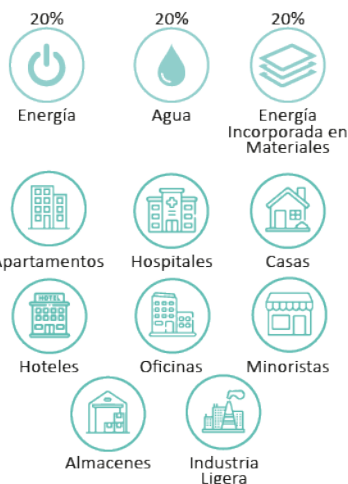 20% 20% 20%
Energía Agua Energía
Incorporada en
Materiales
Apartamentos Hospitales Casas
HOTEL
Hoteles Oficinas Minoristas
Almacenes Industria
Ligera